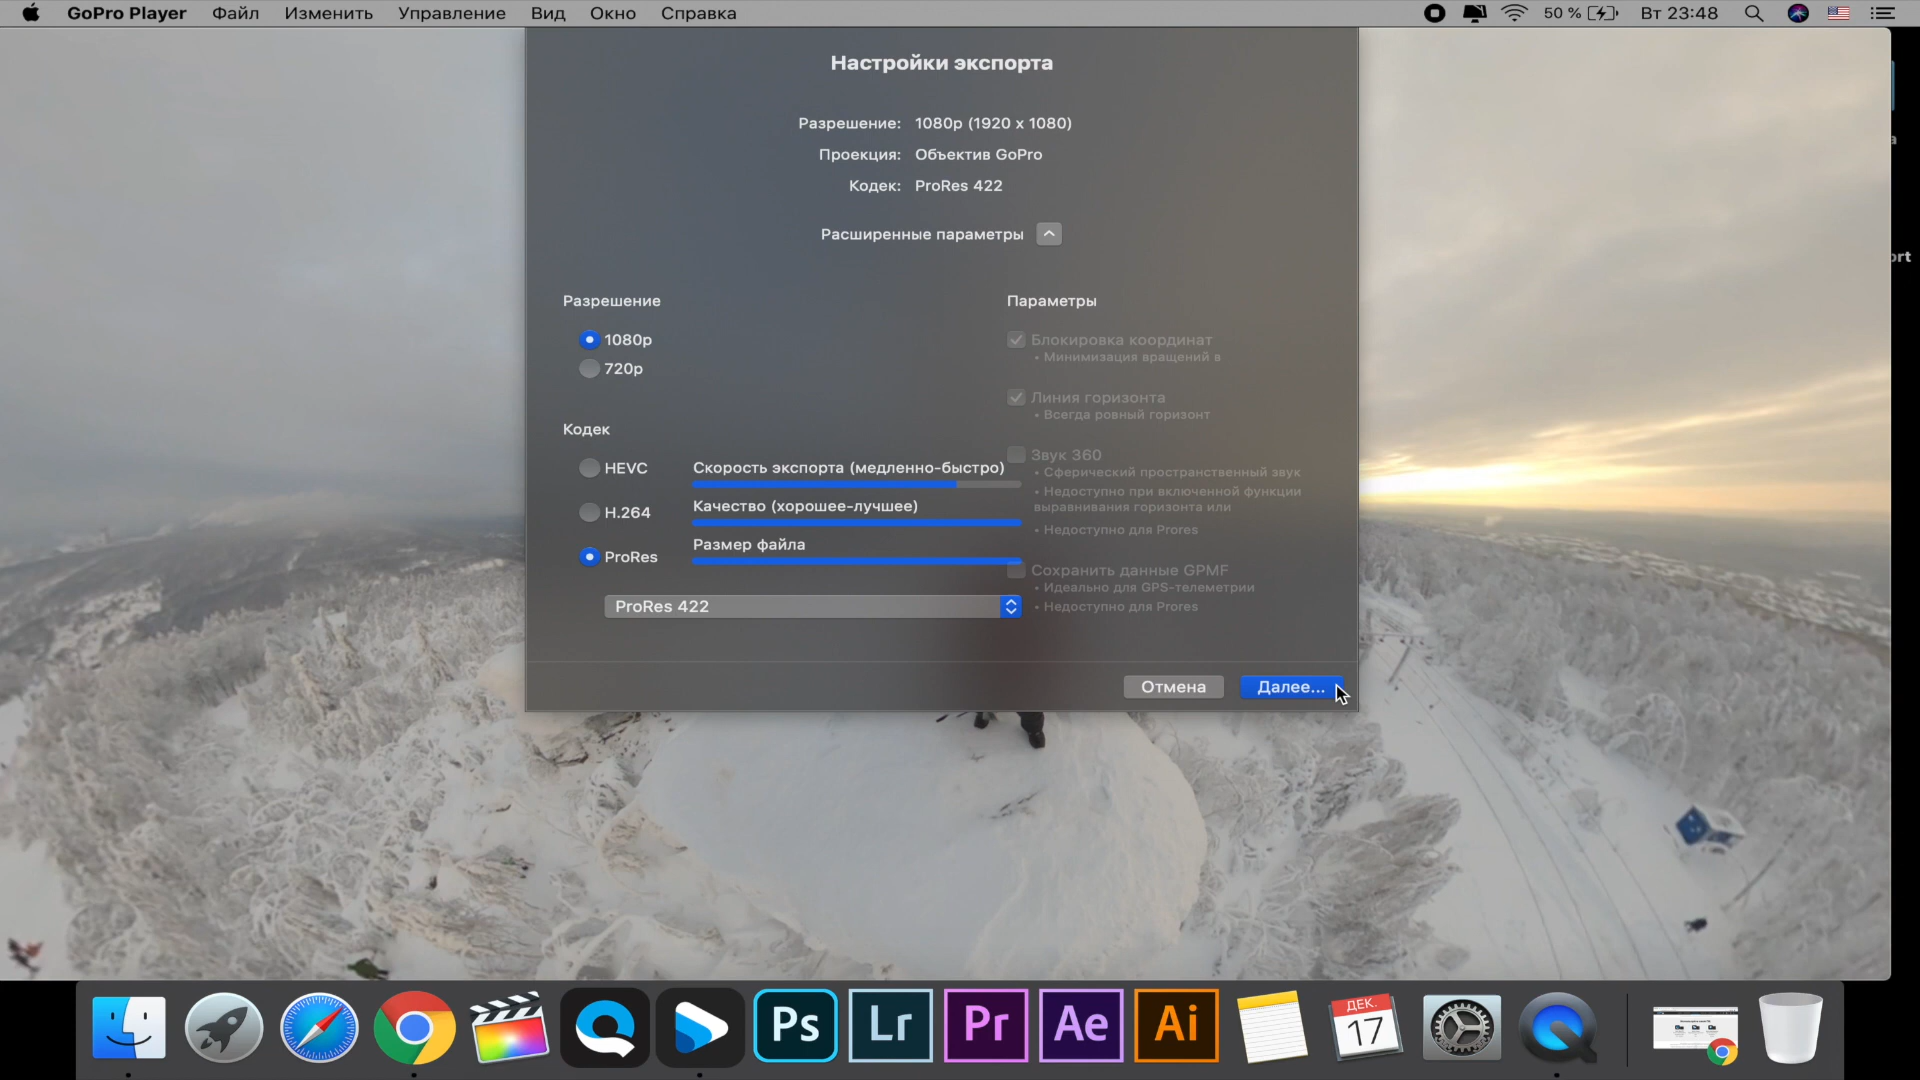 GoPro Player Файл Изменить Управление Вид Окно Справка 50 % Вт 23:48
Настройки экспорта
Разрешение: 1080p (1920 x 1080)
Проекция: Объектив GoPro
Кодек: ProRes 422
Расширенные параметры
Разрешение
1080p
720p
Кодек
HEVC
H.264
ProRes
Скорость экспорта (медленно-быстро)
Качество (хорошее-лучшее)
Размер файла
ProRes 422
Параметры
Блокировка координат
• Минимизация вращений в
Линия горизонта
• Всегда ровный горизонт
Звук 360
• Сферический пространственный звук
• Недоступно при включенной функции
выравнивания горизонта или
• Недоступно для Prores
Сохранить данные GPMF
• Идеально для GPS-телеметрии
• Недоступно для Prores
Отмена Далее...
a
ort
Ps Lr Pr Ae Ai ДЕК.
17